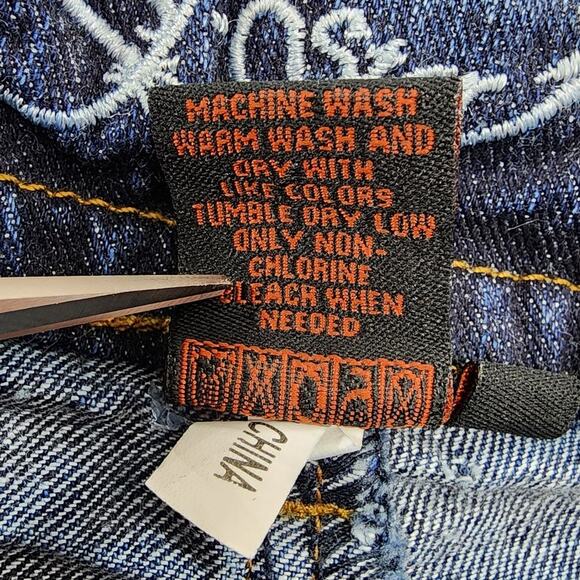 MACHINE WASH
WARM WASH AND
DRY WITH
LIKE COLORS
TUMBLE DRY LOW
ONLY NON-
CHLORINE
BLEACH WHEN
NEEDED
CHINA